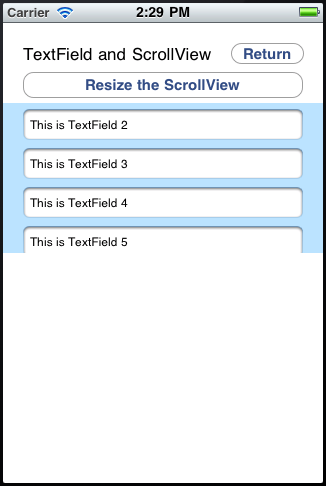 Carrier 2:29 PM
TextField and ScrollView Return
Resize the ScrollView
This is TextField 2
This is TextField 3
This is TextField 4
This is TextField 5